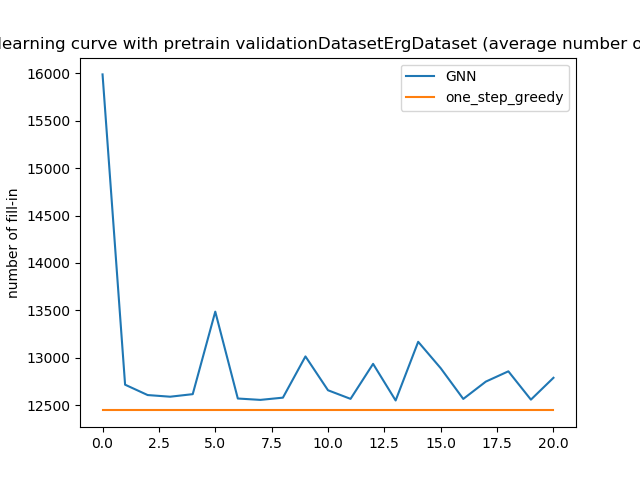 learning curve with pretrain validationDatasetErgDataset (average number o
GNN
one_step_greedy
number of fill-in
16000
15500
15000
14500
14000
13500
13000
12500
0.0 2.5 5.0 7.5 10.0 12.5 15.0 17.5 20.0